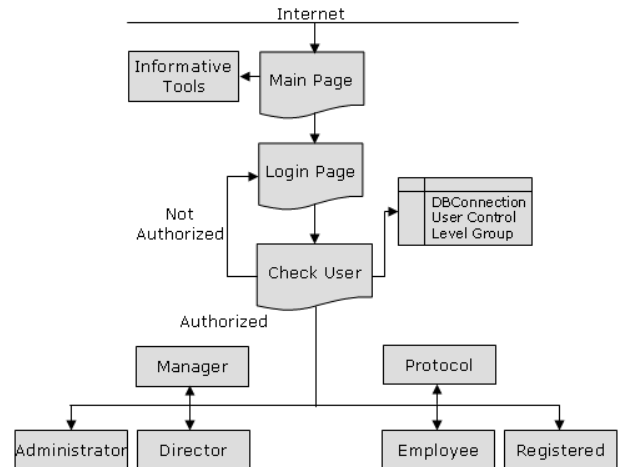 Internet
Informative
Tools
Main Page
Login Page
DBConnection
User Control
Level Group
Not
Authorized
Check User
Authorized
Manager
Protocol
Administrator
Director
Employee
Registered